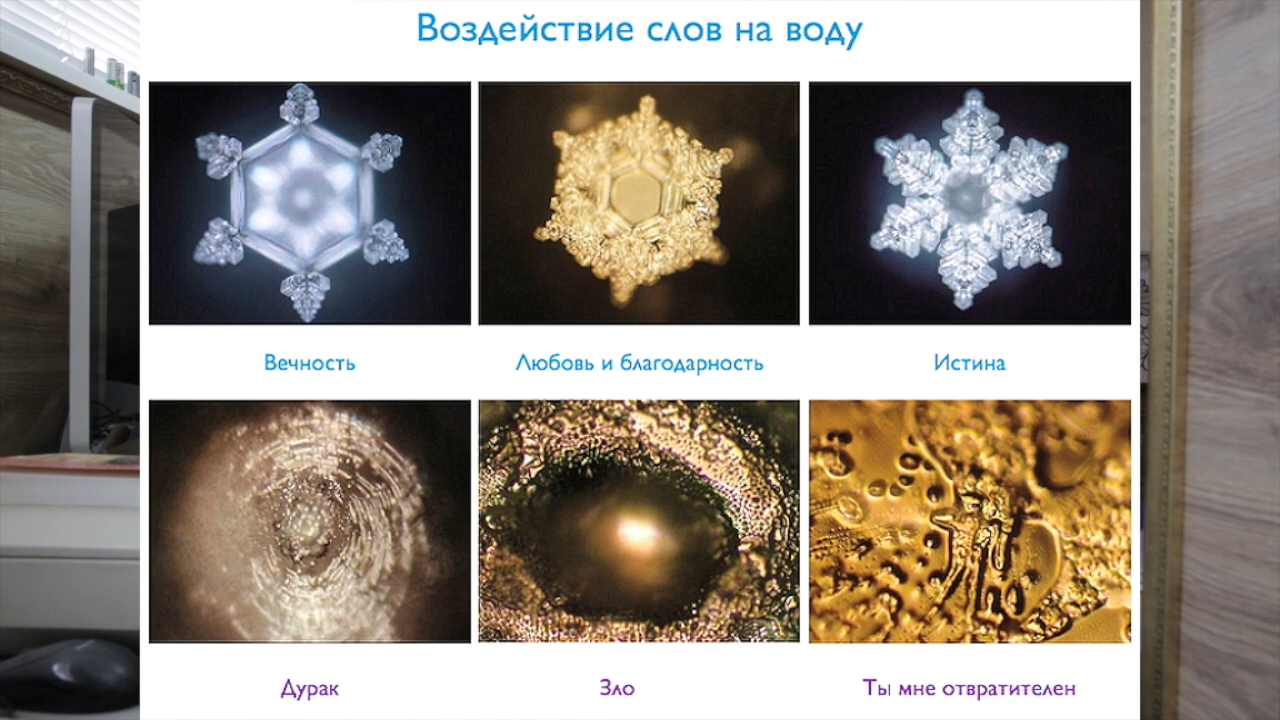 Воздействие слов на воду
Вечность
Любовь и благодарность
Истина
Дурак
Зло
Ты мне отвратителен